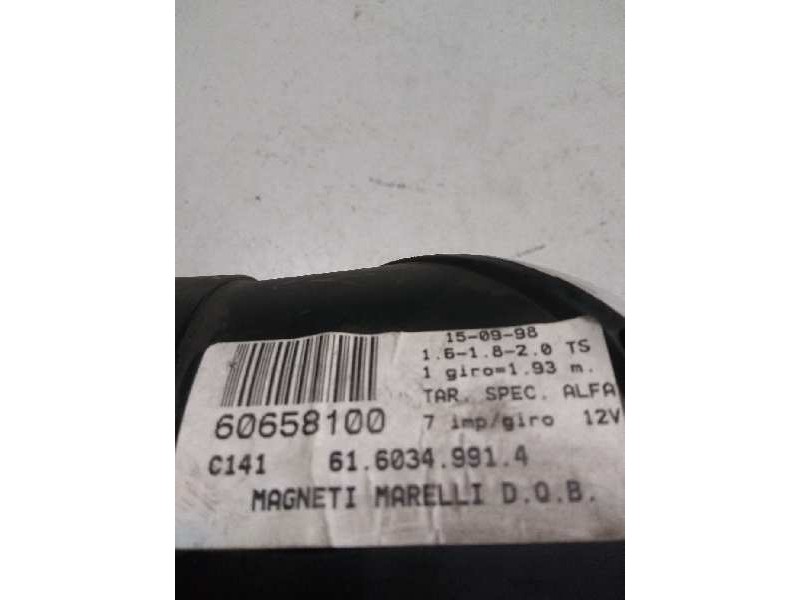 15-09-98
1.6-1.8-2.0 TS
1 giro=1.93 m.
TAR. SPEC. ALFA
60658100
7 imp/giro 12V
C141 61.6034.991.4
MAGNETI MARELLI D.O.B.